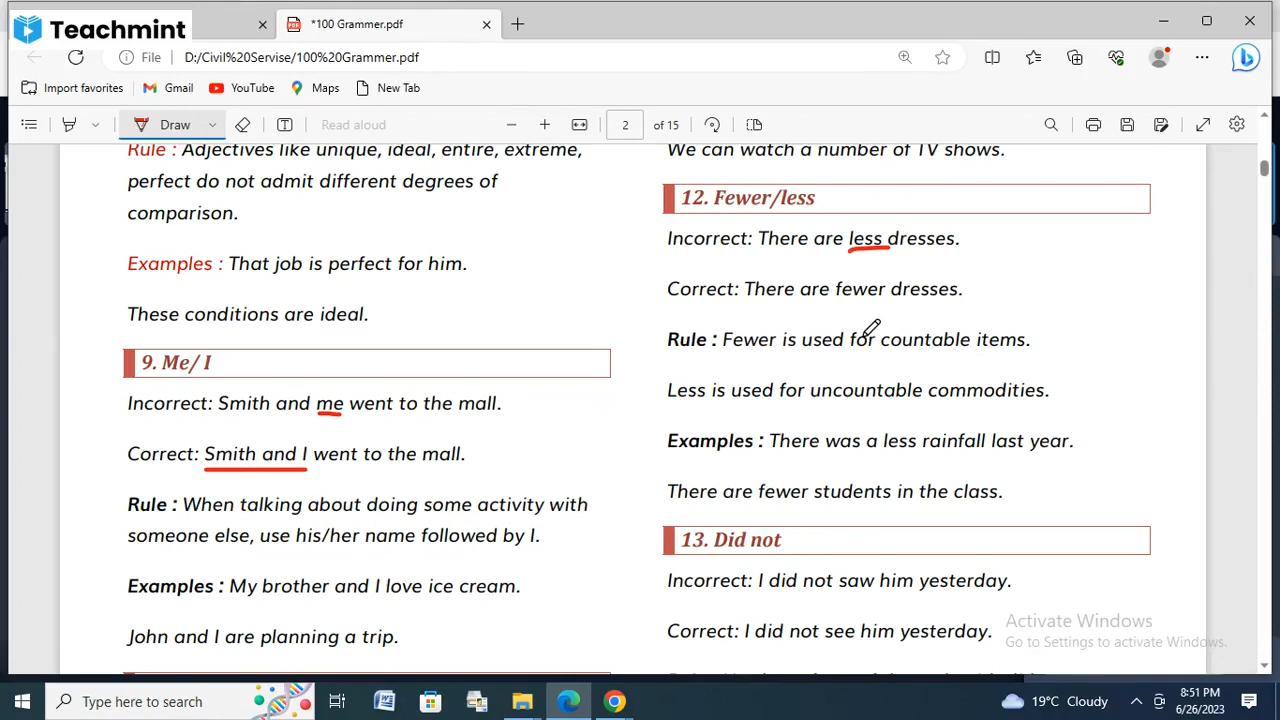 Teachmint
*100 Grammer.pdf
File
D:/Civil%20Servise/100%20Grammer.pdf
Import favorites
Gmail
YouTube
Maps
New Tab
Draw
Read aloud
2
of 15
Rule : Adjectives like unique, ideal, entire, extreme,
perfect do not admit different degrees of
comparison.
Examples : That job is perfect for him.
These conditions are ideal.
9. Me/ I
Incorrect: Smith and me went to the mall.
Correct: Smith and I went to the mall.
Rule : When talking about doing some activity with
someone else, use his/her name followed by I.
Examples : My brother and I love ice cream.
John and I are planning a trip.
We can watch a number of TV shows.
12. Fewer/less
Incorrect: There are less dresses.
Correct: There are fewer dresses.
Rule : Fewer is used for countable items.
Less is used for uncountable commodities.
Examples : There was a less rainfall last year.
There are fewer students in the class.
13. Did not
Incorrect: I did not saw him yesterday.
Correct: I did not see him yesterday.
Activate Windows
Go to Settings to activate Windows.
Type here to search
19°C Cloudy
8:51 PM
6/26/2023